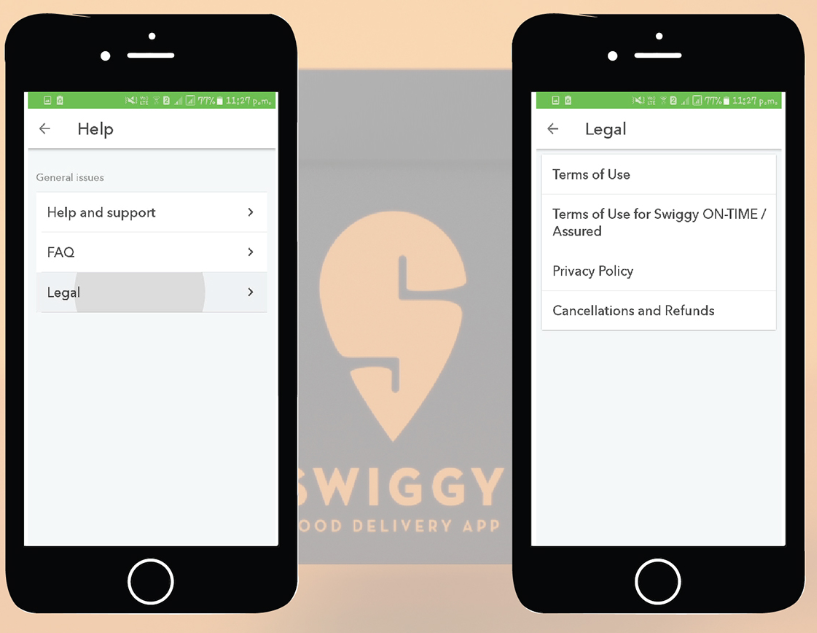 77% 11:27 p.m.
Help
General issues
Help and support
FAQ
Legal
SWIGGY
OOD DELIVERY APP
77% 11:27 p.m.
Legal
Terms of Use
Terms of Use for Swiggy ON-TIME /
Assured
Privacy Policy
Cancellations and Refunds